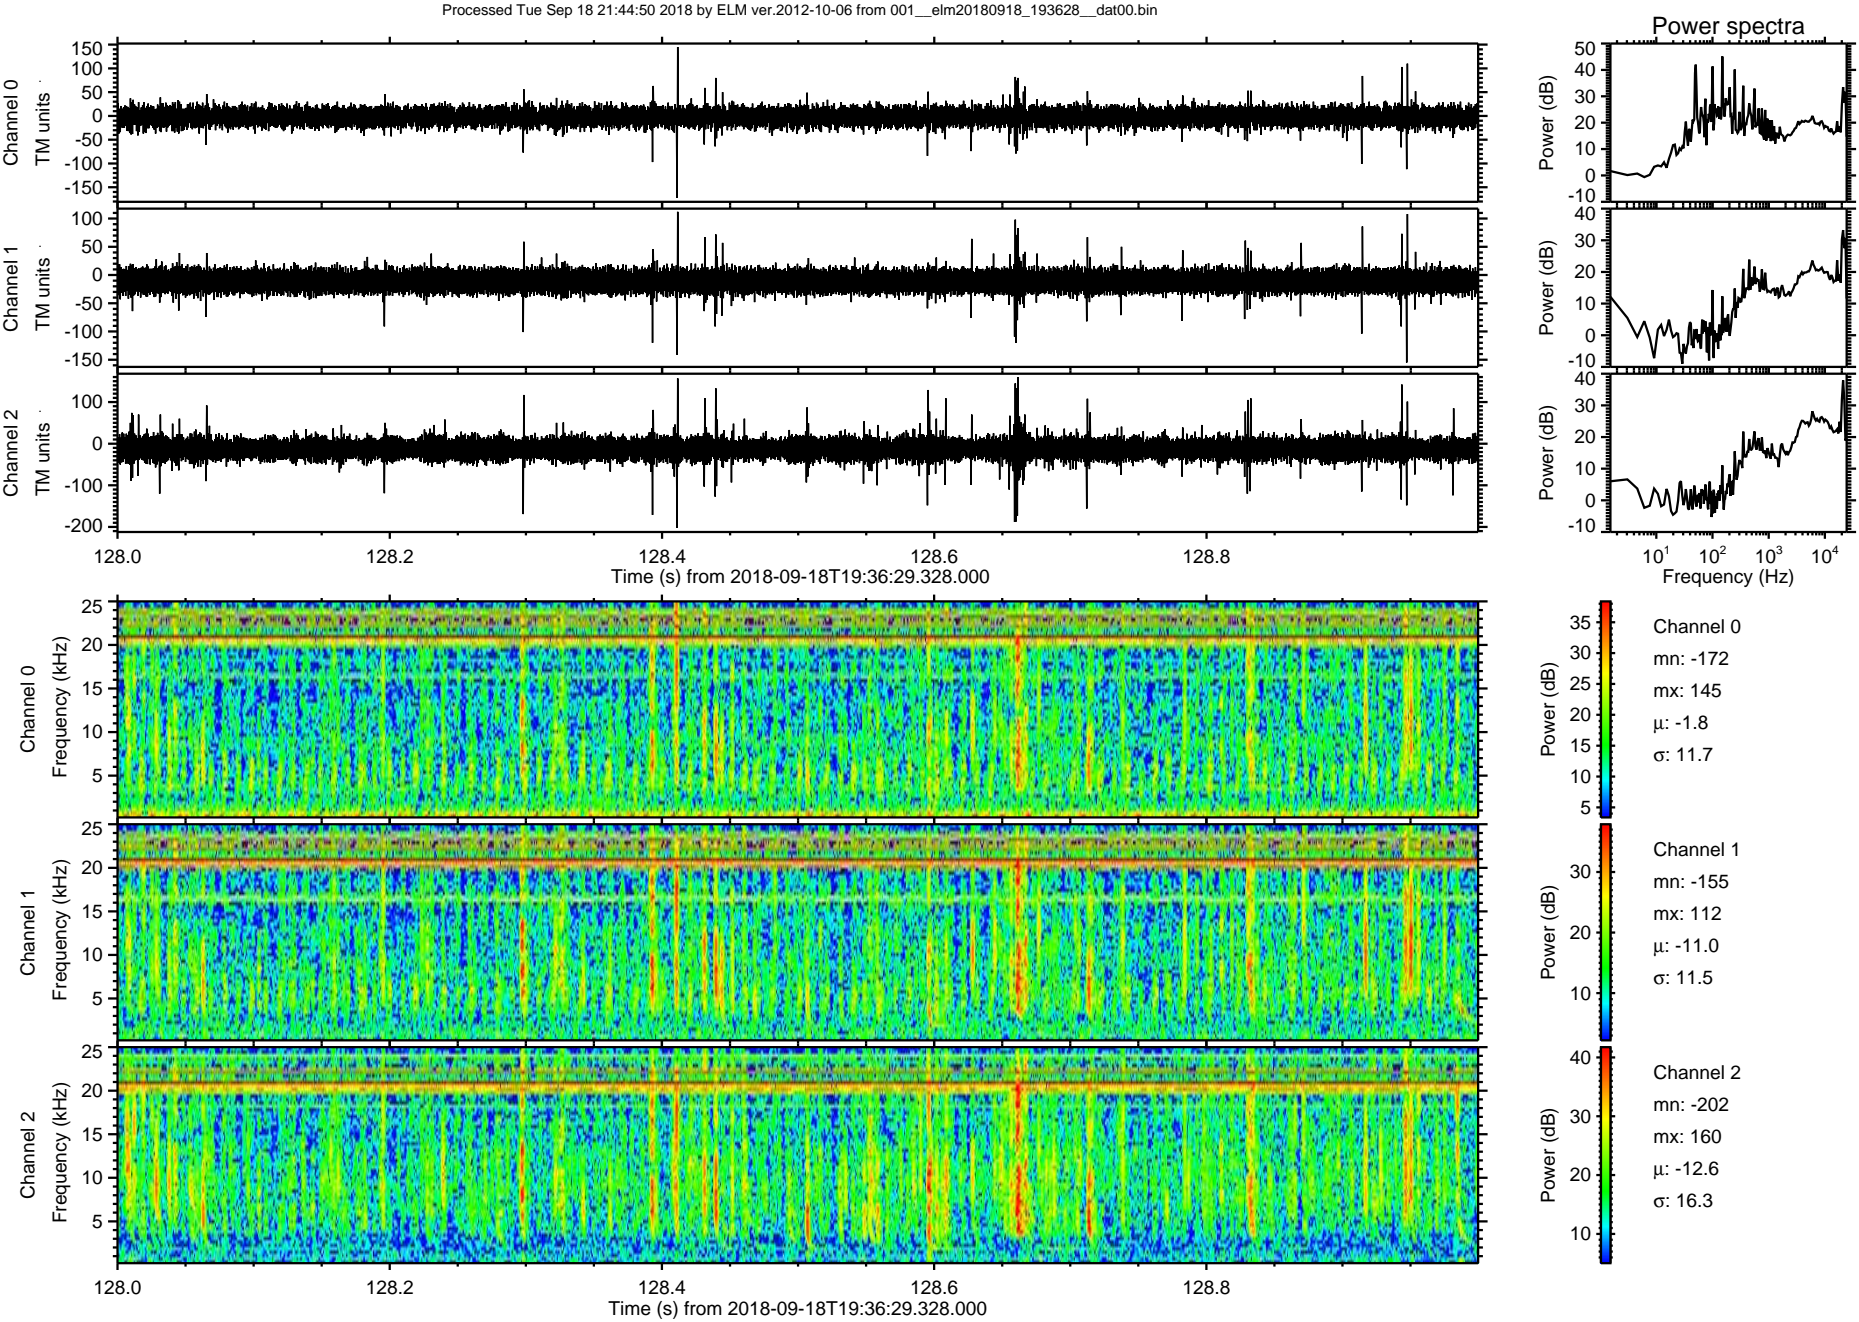 Processed Tue Sep 18 21:44:50 2018 by ELM ver.2012-10-06 from 001__elm20180918_193628__dat00.bin
Power spectra
Channel 0
TM units
150
100
50
0
-50
-100
-150
Power (dB)
50
40
30
20
10
0
-10
Channel 1
TM units
100
50
0
-50
-100
-150
Power (dB)
40
30
20
10
0
-10
Channel 2
TM units
100
0
-100
-200
Power (dB)
40
30
20
10
0
-10
128.0 128.2 128.4 128.6 128.8
Time (s) from 2018-09-18T19:36:29.328.000
10^1 10^2 10^3 10^4
Frequency (Hz)
Channel 0
Frequency (kHz)
25
20
15
10
5
Power (dB)
35
30
25
20
15
10
5
Channel 0
mn: -172
mx: 145
μ: -1.8
σ: 11.7
Channel 1
Frequency (kHz)
25
20
15
10
5
Power (dB)
30
20
10
Channel 1
mn: -155
mx: 112
μ: -11.0
σ: 11.5
Channel 2
Frequency (kHz)
25
20
15
10
5
Power (dB)
40
30
20
10
Channel 2
mn: -202
mx: 160
μ: -12.6
σ: 16.3
128.0 128.2 128.4 128.6 128.8
Time (s) from 2018-09-18T19:36:29.328.000